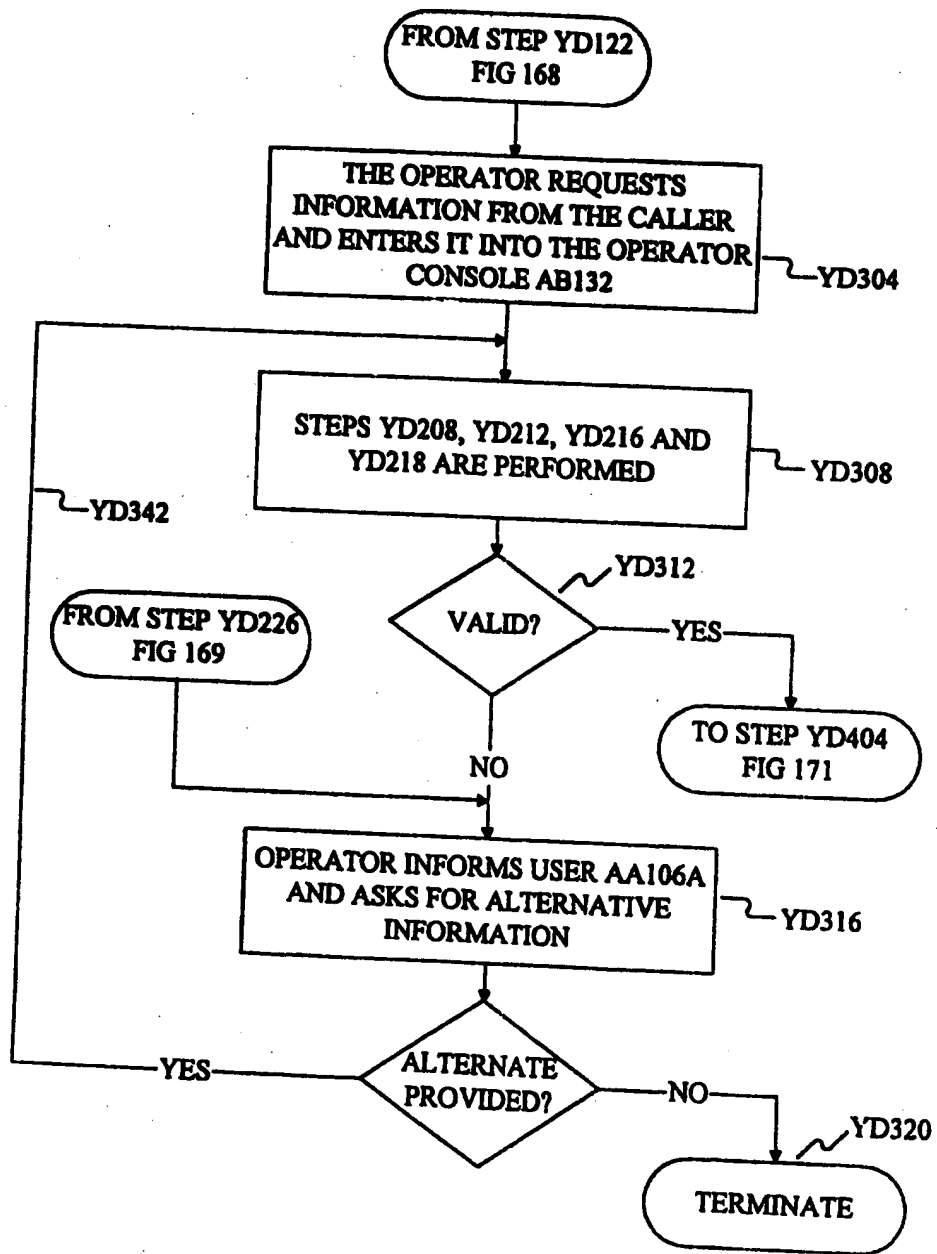 FROM STEP YD122
FIG 168
THE OPERATOR REQUESTS
INFORMATION FROM THE CALLER
AND ENTERS IT INTO THE OPERATOR
CONSOLE AB132
YD304
STEPS YD208, YD212, YD216 AND
YD218 ARE PERFORMED
YD308
YD342
YD312
VALID?
YES
FROM STEP YD226
FIG 169
TO STEP YD404
FIG 171
NO
OPERATOR INFORMS USER AA106A
AND ASKS FOR ALTERNATIVE
INFORMATION
YD316
ALTERNATE
PROVIDED?
YES
NO
YD320
TERMINATE